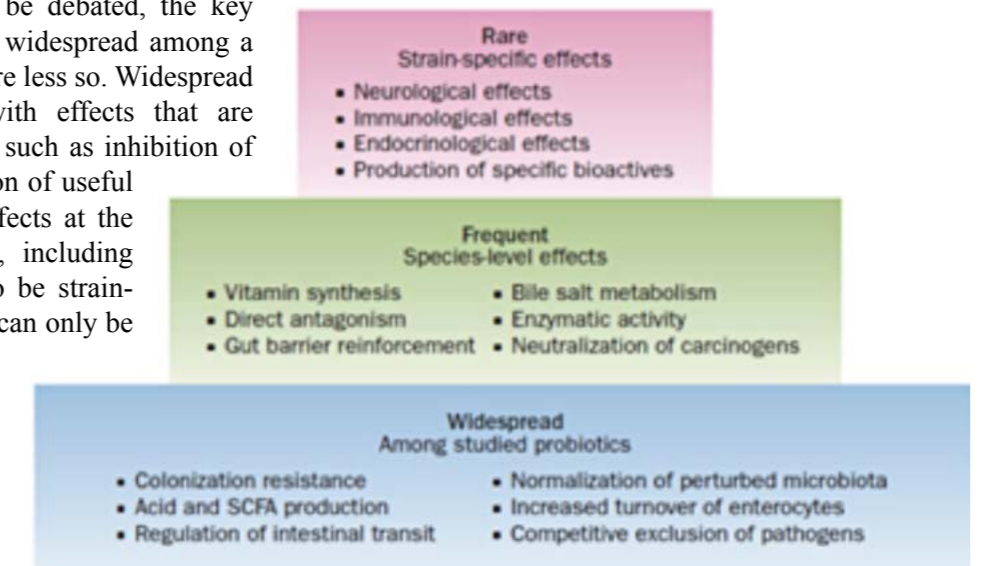 be debated, the key
widespread among a
re less so. Widespread
with effects that are
such as inhibition of
on of useful
fects at the
, including
o be strain-
can only be
Rare
Strain-specific effects
▪ Neurological effects
▪ Immunological effects
▪ Endocrinological effects
▪ Production of specific bioactives
Frequent
Species-level effects
▪ Vitamin synthesis
▪ Direct antagonism
▪ Gut barrier reinforcement
▪ Bile salt metabolism
▪ Enzymatic activity
▪ Neutralization of carcinogens
Widespread
Among studied probiotics
▪ Colonization resistance
▪ Acid and SCFA production
▪ Regulation of intestinal transit
▪ Normalization of perturbed microbiota
▪ Increased turnover of enterocytes
▪ Competitive exclusion of pathogens